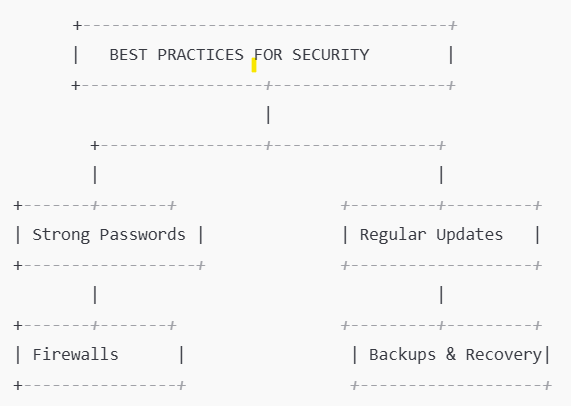 BEST PRACTICES FOR SECURITY
Strong Passwords
Regular Updates
Firewalls
Backups & Recovery